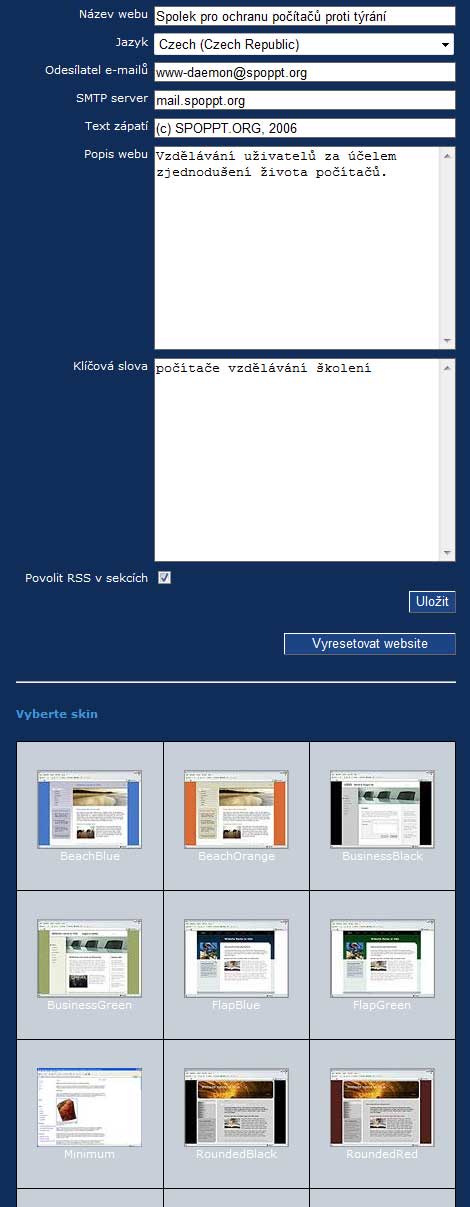 Název webu Spolek pro ochranu počítačů proti týrání
Jazyk Czech (Czech Republic)
Odesílatel e-mailů www-daemon@spoppt.org
SMTP server mail.spoppt.org
Text zápatí (c) SPOPPT.ORG, 2006
Popis webu Vzdělávání uživatelů za účelem
zjednodušení života počítačů.
Klíčová slova počítače vzdělávání školení
Povolit RSS v sekcích
Uložit
Vyresetovat website
Vyberte skin
BeachBlue BeachOrange BusinessBlack
BusinessGreen FlapBlue FlapGreen
Minimum RoundedBlack RoundedRed